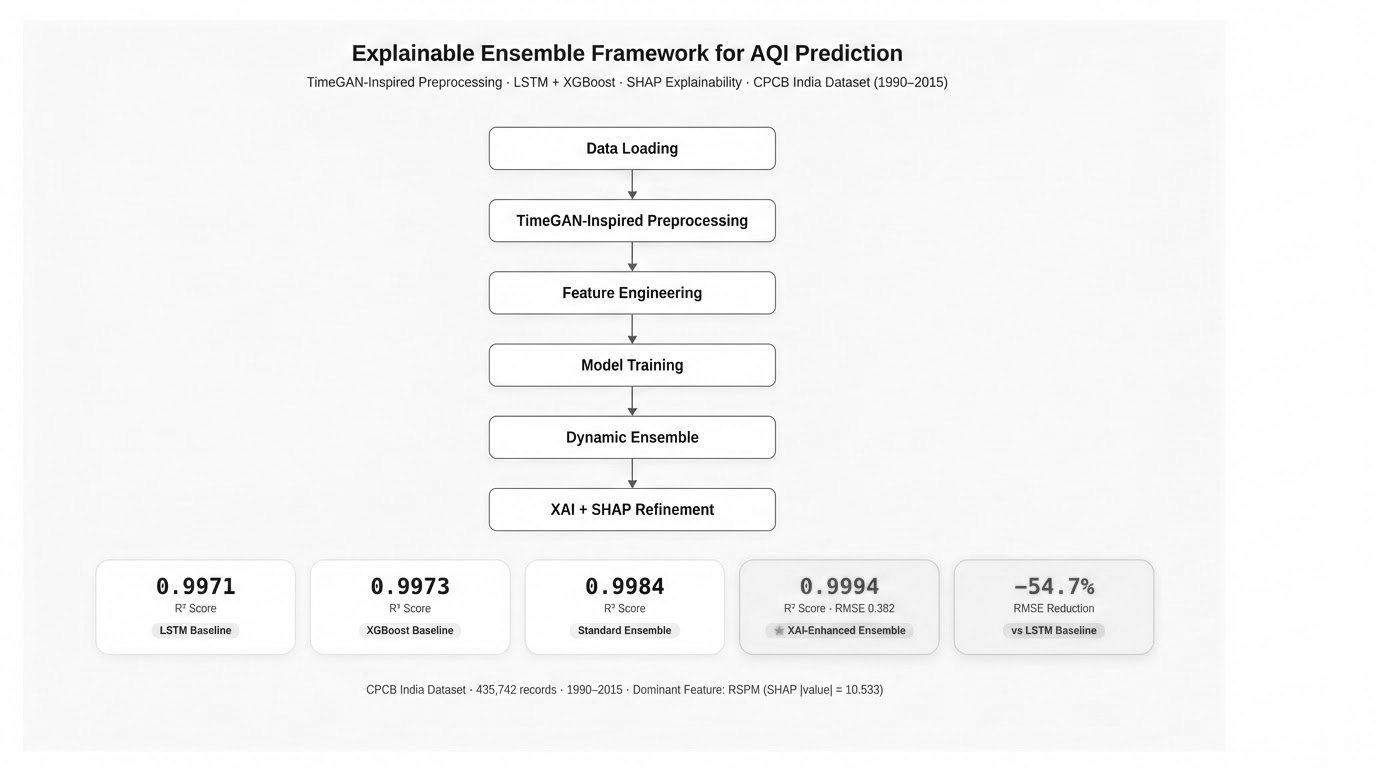 Explainable Ensemble Framework for AQI Prediction
TimeGAN-Inspired Preprocessing · LSTM + XGBoost · SHAP Explainability · CPCB India Dataset (1990–2015)
Data Loading
TimeGAN-Inspired Preprocessing
Feature Engineering
Model Training
Dynamic Ensemble
XAI + SHAP Refinement
0.9971
R² Score
LSTM Baseline
0.9973
R² Score
XGBoost Baseline
0.9984
R² Score
Standard Ensemble
0.9994
R² Score · RMSE 0.382
★ XAI-Enhanced Ensemble
−54.7%
RMSE Reduction
vs LSTM Baseline
CPCB India Dataset · 435,742 records · 1990–2015 · Dominant Feature: RSPM (SHAP |value| = 10.533)